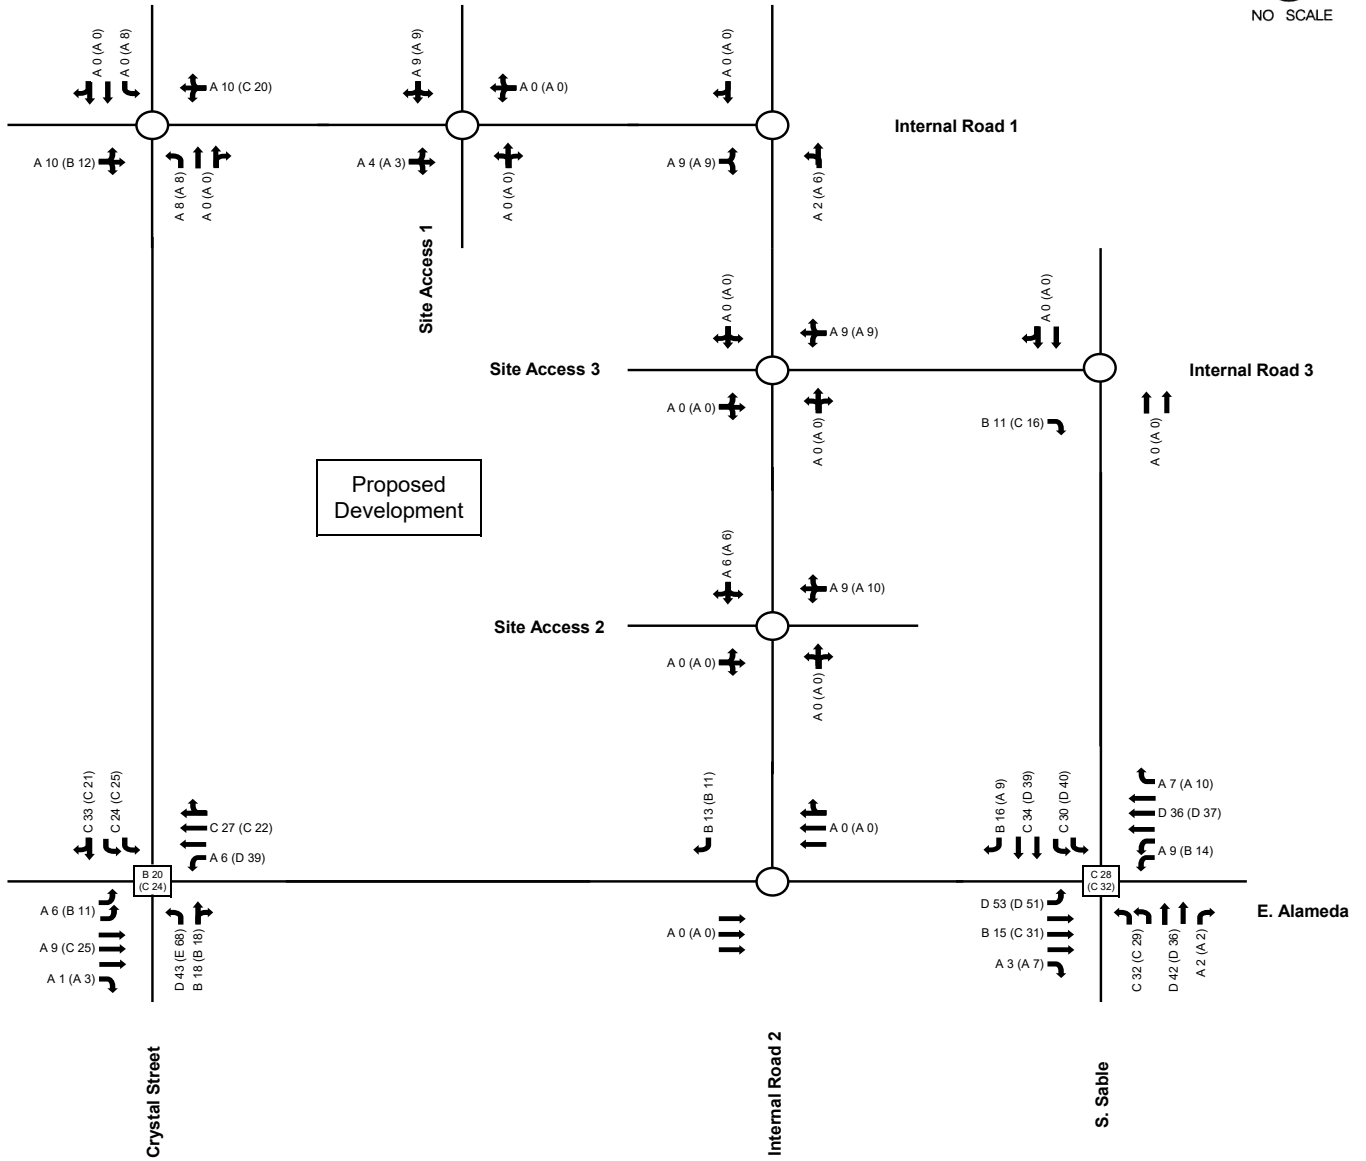 NO SCALE
A 0 (A 0)
A 0 (A 8)
A 10 (C 20)
A 9 (A 9)
A 0 (A 0)
A 0 (A 0)
Internal Road 1
A 10 (B 12)
A 8 (A 8)
A 0 (A 0)
A 4 (A 3)
A 0 (A 0)
A 9 (A 9)
A 2 (A 6)
Site Access 1
A 0 (A 0)
A 9 (A 9)
A 0 (A 0)
Site Access 3
Internal Road 3
A 0 (A 0)
A 0 (A 0)
B 11 (C 16)
A 0 (A 0)
Proposed
Development
A 6 (A 6)
A 9 (A 10)
Site Access 2
A 0 (A 0)
A 0 (A 0)
C 33 (C 21)
C 24 (C 25)
C 27 (C 22)
A 6 (D 39)
B 13 (B 11)
A 0 (A 0)
B 16 (A 9)
C 34 (D 39)
C 30 (D 40)
A 7 (A 10)
D 36 (D 37)
A 9 (B 14)
B 20
(C 24)
C 28
(C 32)
A 6 (B 11)
A 9 (C 25)
A 1 (A 3)
D 43 (E 68)
B 18 (B 18)
A 0 (A 0)
D 53 (D 51)
B 15 (C 31)
A 3 (A 7)
C 32 (C 29)
D 42 (D 36)
A 2 (A 2)
E. Alameda
Crystal Street
Internal Road 2
S. Sable